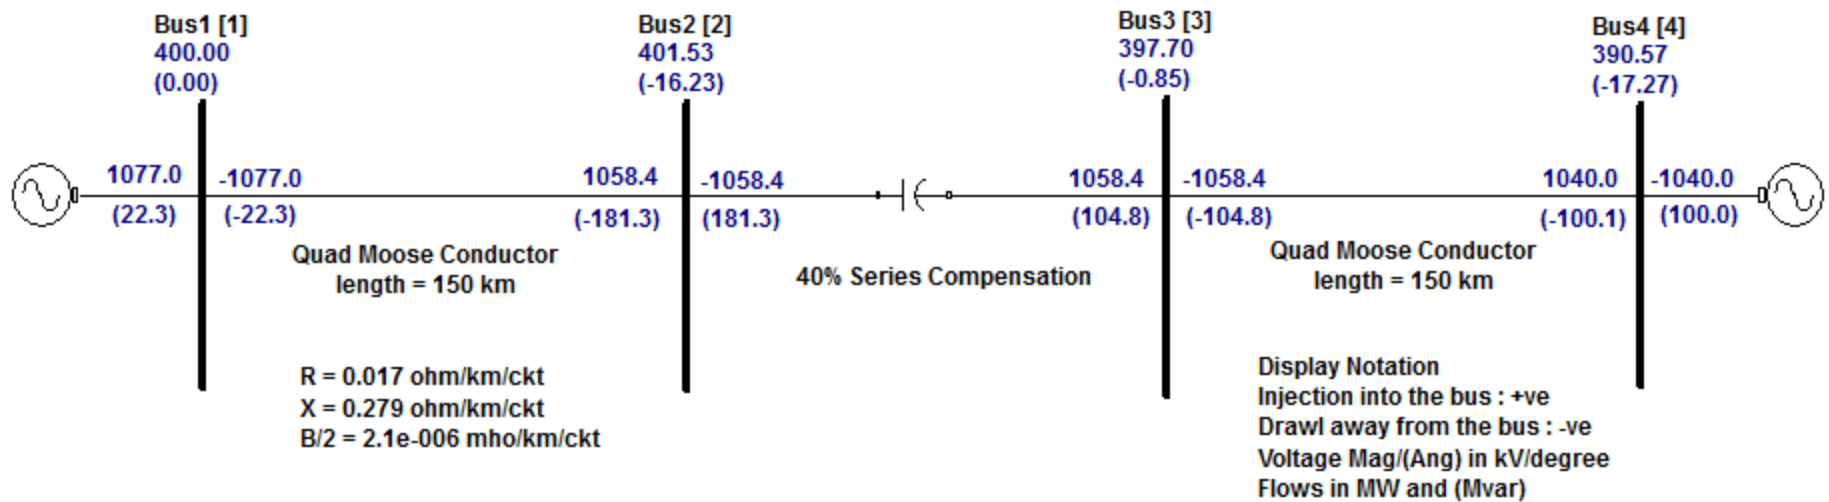 Bus1 [1]
400.00
(0.00)
Bus2 [2]
401.53
(-16.23)
Bus3 [3]
397.70
(-0.85)
Bus4 [4]
390.57
(-17.27)
1077.0
-1077.0
1058.4
-1058.4
1058.4
-1058.4
1040.0
-1040.0
(22.3)
(-22.3)
(-181.3)
(181.3)
(104.8)
(-104.8)
(-100.1)
(100.0)
Quad Moose Conductor
length = 150 km
40% Series Compensation
Quad Moose Conductor
length = 150 km
R = 0.017 ohm/km/ckt
X = 0.279 ohm/km/ckt
B/2 = 2.1e-006 mho/km/ckt
Display Notation
Injection into the bus : +ve
Drawl away from the bus : -ve
Voltage Mag/(Ang) in kV/degree
Flows in MW and (Mvar)